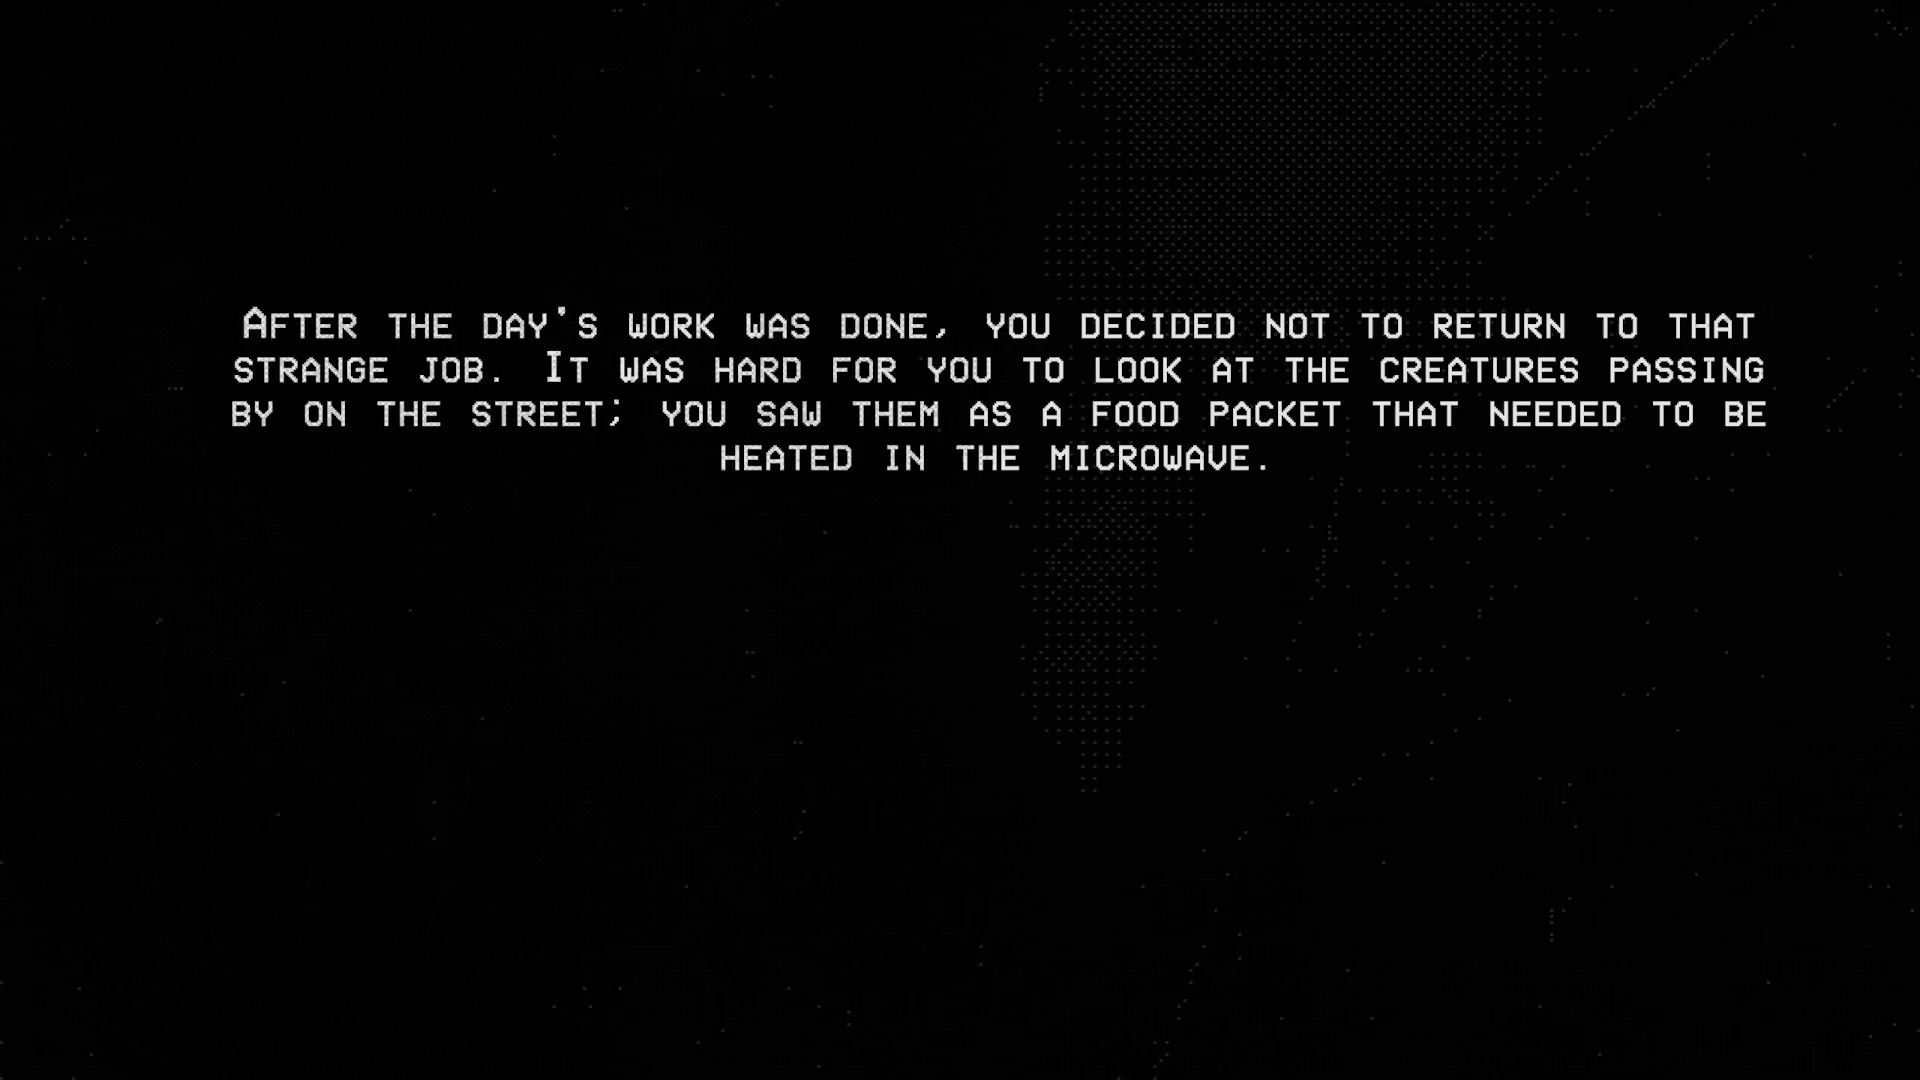 After the day's work was done, you decided not to return to that
strange job. It was hard for you to look at the creatures passing
by on the street; you saw them as a food packet that needed to be
heated in the microwave.